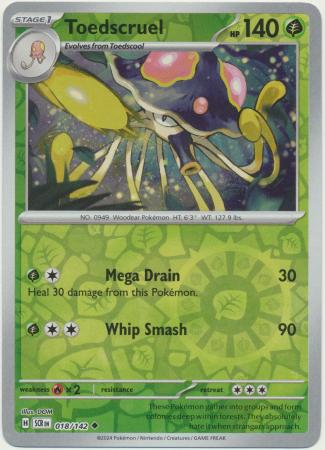 STAGE 1
Toedscruel
HP 140
Evolves from Toedscool
NO. 0949 Woodear Pokémon HT: 6'3" WT: 127.9 lbs.
Mega Drain 30
Heal 30 damage from this Pokémon.
Whip Smash 90
weakness ×2 resistance retreat
illus. DOM
H SCR EN 018/142
These Pokémon gather into groups and form
colonies deep within forests. They absolutely
hate it when strangers approach.
©2024 Pokémon / Nintendo / Creatures / GAME FREAK